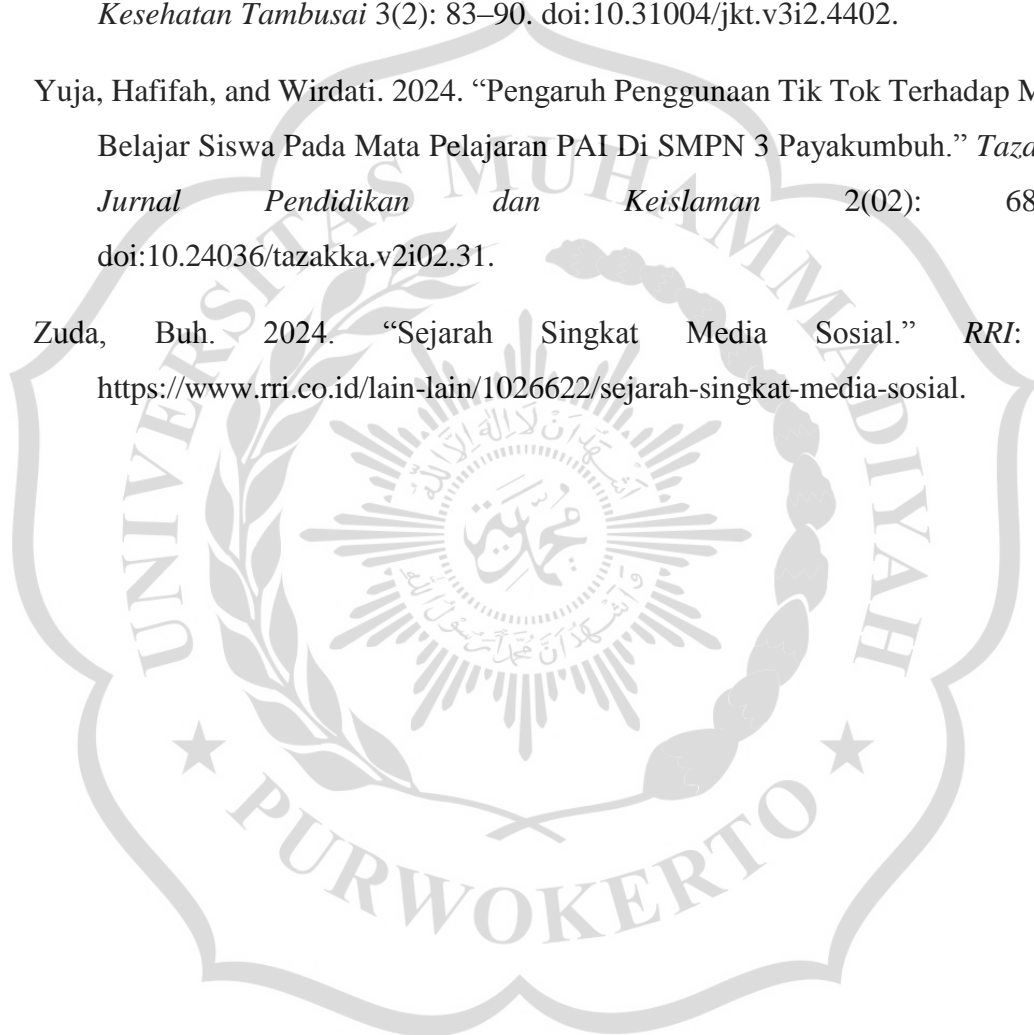 Kesehatan Tambusai 3(2): 83–90. doi:10.31004/jkt.v3i2.4402.
Yuja, Hafifah, and Wirdati. 2024. “Pengaruh Penggunaan Tik Tok Terhadap
Belajar Siswa Pada Mata Pelajaran PAI Di SMPN 3 Payakumbuh.”
Jurnal Pendidikan dan Keislaman 2(02): 68
doi:10.24036/tazakka.v2i02.31.
Zuda, Buh. 2024. “Sejarah Singkat Media Sosial.” RRI:
https://www.rri.co.id/lain-lain/1026622/sejarah-singkat-media-sosial.
UNIVERSITAS MUHAMMADIYAH
PURWOKERTO